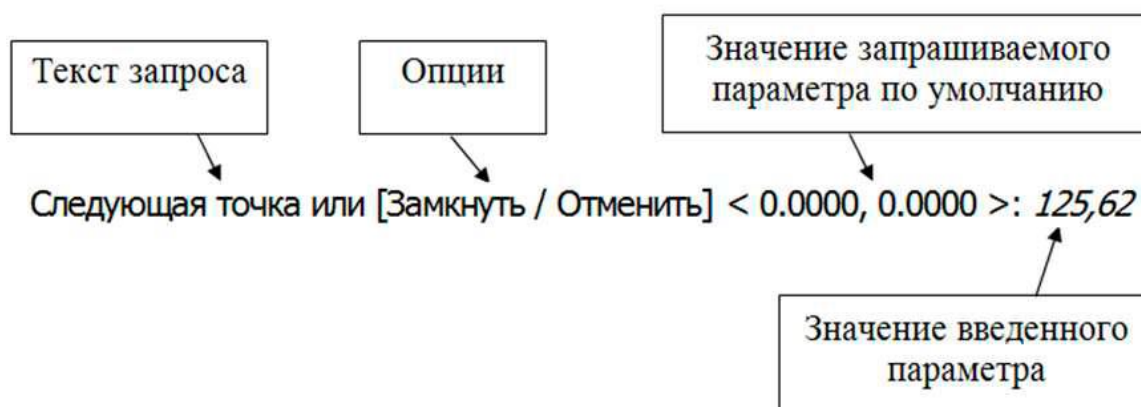 Текст запроса
Опции
Значение запрашиваемого
параметра по умолчанию
Следующая точка или [Замкнуть / Отменить] < 0.0000, 0.0000 >: 125,62
Значение введенного
параметра